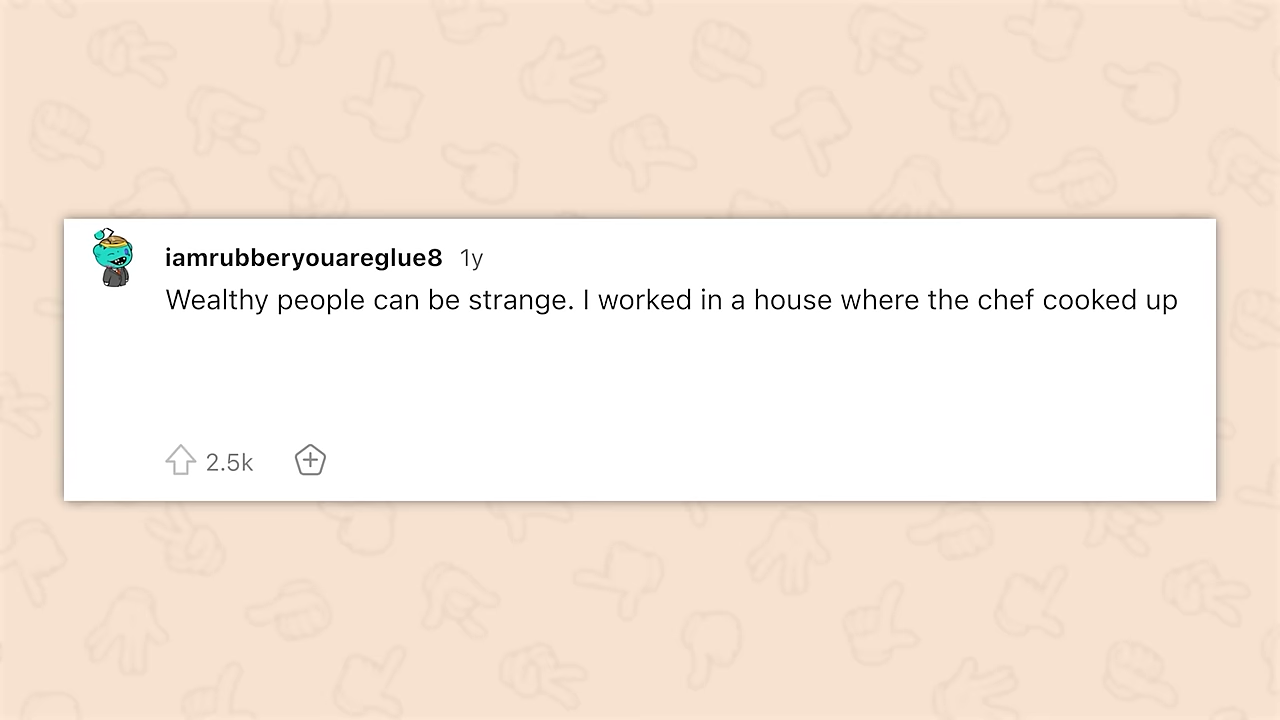 iamrubberyouareglue8 1y
Wealthy people can be strange. I worked in a house where the chef cooked up
2.5k